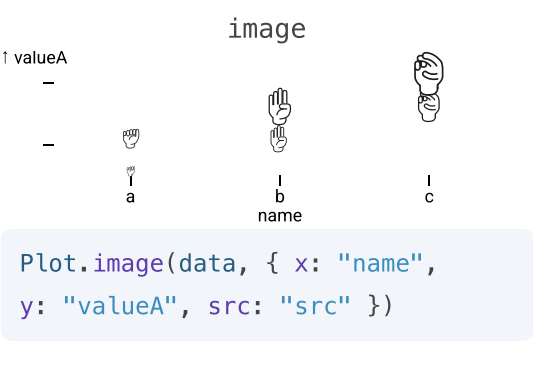 image
↑ valueA
a
b
c
name
Plot.image(data, { x: "name",
y: "valueA", src: "src" })